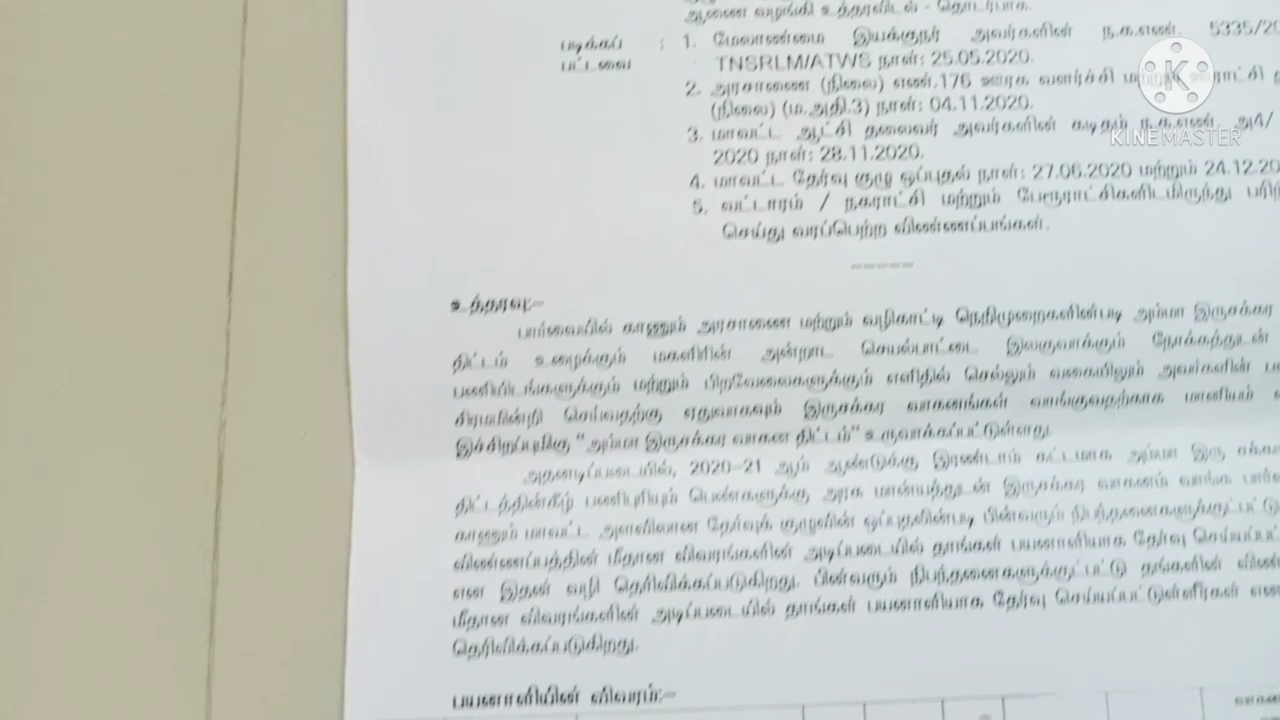 ஆணை வழங்கி உத்தரவிடல் - தொடர்பாக.
படிக்கப் : 1. மேலாண்மை இயக்குநர் அவர்களின் ந.க.எண். 5335/20
பட்டவை TNSRLM/ATWS நாள்: 25.05.2020.
2. அரசாணை (நிலை) எண்.176 ஊரக வளர்ச்சி மற்றும் ஊராட்சி
(நிலை) (ம.அதி.3) நாள்: 04.11.2020.
3. மாவட்ட ஆட்சி தலைவர் அவர்களின் கடிதம் ந.க.எண். அ4/
2020 நாள்: 28.11.2020.
4. மாவட்ட தேர்வு குழு ஒப்புதல் நாள்: 27.06.2020 மற்றும் 24.12.20
5. வட்டாரம் / நகராட்சி மற்றும் பேரூராட்சிகளிடமிருந்து பரிந்
செய்து வரப்பெற்ற விண்ணப்பங்கள்.
-----
உத்தரவு:-
பார்வையில் காணும் அரசாணை மற்றும் வழிகாட்டி நெறிமுறைகளின்படி அம்மா இருசக்கர
திட்டம் உழைக்கும் மகளிரின் அன்றாட செயல்பாட்டை இலகுவாக்கும் நோக்கத்துடன்
பணியிடங்களுக்கும் மற்றும் பிறவேலைகளுக்கும் எளிதில் செல்லும் வகையிலும் அவர்களின் ப
சிரமமின்றி செய்வதற்கு ஏதுவாகவும் இருசக்கர வாகனங்கள் வாங்குவதற்காக மானியம்
இச்சிறப்புமிகு "அம்மா இருசக்கர வாகன திட்டம்" உருவாக்கப்பட்டுள்ளது.
அதனடிப்படையில், 2020-21 ஆம் ஆண்டுக்கு இரண்டாம் கட்டமாக அம்மா இரு சக்கர
திட்டத்தின்கீழ் பணிபுரியும் பெண்களுக்கு அரசு மான்யத்துடன் இருசக்கர வாகனம் வாங்க பார்வை
காணும் மாவட்ட அளவிலான தேர்வுக் குழுவின் ஒப்புதலின்படி பின்வரும் நிபந்தனைகளுக்குட்பட்டு
விண்ணப்பத்தின் மீதான விவரங்களின் அடிப்படையில் தாங்கள் பயனாளியாக தேர்வு செய்யப்பட்
என இதன் வழி தெரிவிக்கப்படுகிறது. பின்வரும் நிபந்தனைகளுக்குட்பட்டு தங்களின் விண்
மீதான விவரங்களின் அடிப்படையில் தாங்கள் பயனாளியாக தேர்வு செய்யப்பட்டுள்ளீர்கள் என
தெரிவிக்கப்படுகிறது.
பயனாளியின் விவரம்:-
K
KINEMASTER